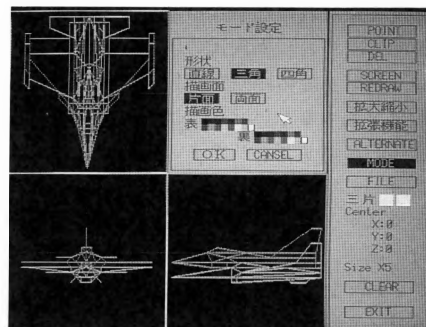 モード設定
形状
直線 三角 四角
描画面
片面 両面
描画色
表
裏
OK CANSEL
POINT
CLIP
DEL
SCREEN
REDRAW
拡大縮小
拡張機能
ALTERNATE
MODE
FILE
三片
Center
X:0
Y:0
Z:0
Size X5
CLEAR
EXIT